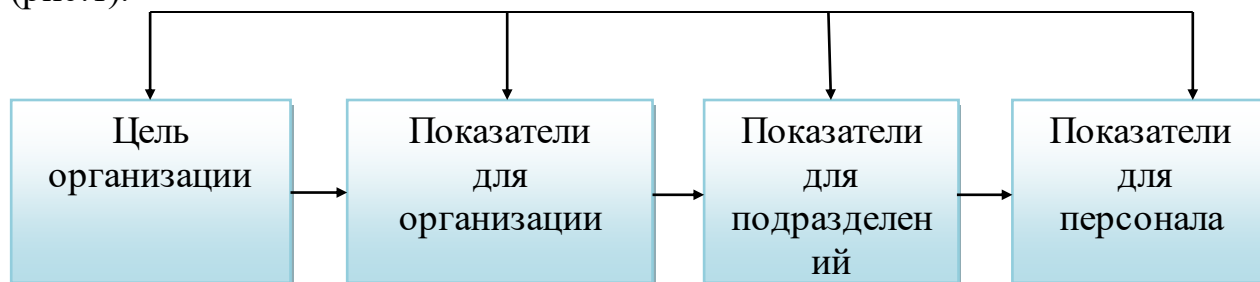 (рис.1).
Цель
организации
Показатели
для
организации
Показатели
для
подразделен
ий
Показатели
для
персонала